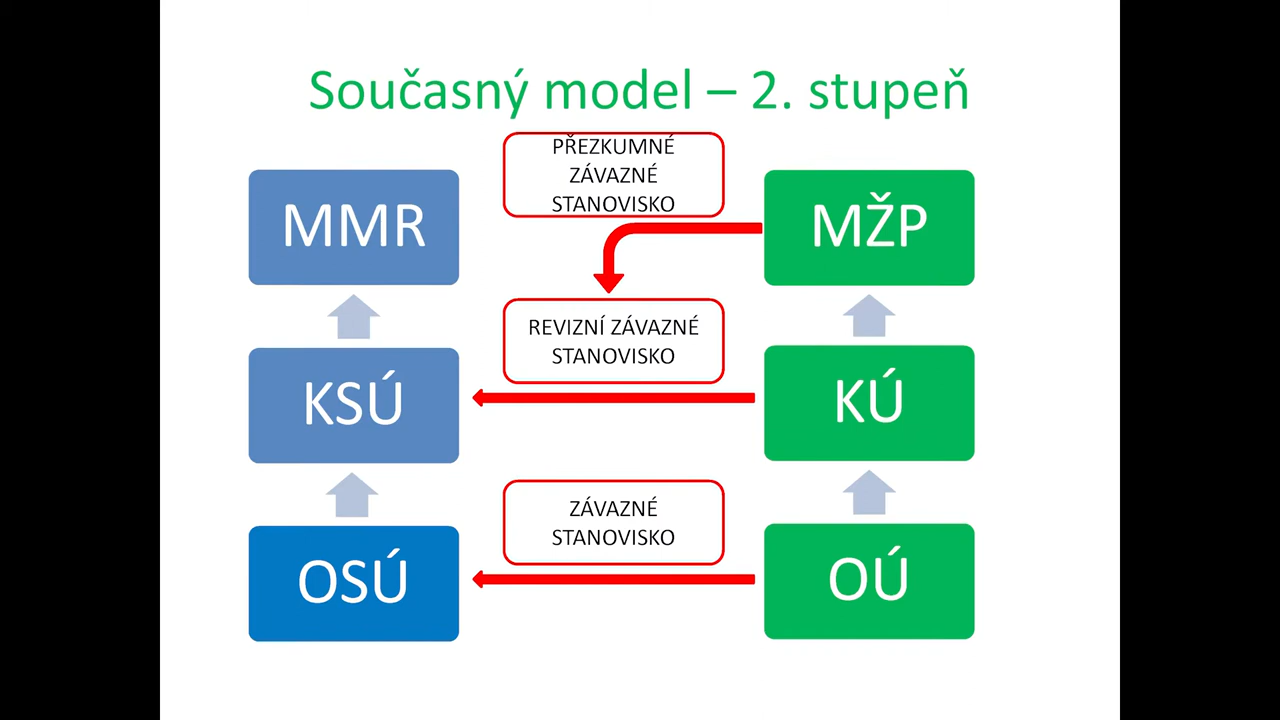 Současný model – 2. stupeň
PŘEZKUMNÉ
ZÁVAZNÉ
STANOVISKO
MMR
MŽP
REVIZNÍ ZÁVAZNÉ
STANOVISKO
KSÚ
KÚ
ZÁVAZNÉ
STANOVISKO
OSÚ
OÚ